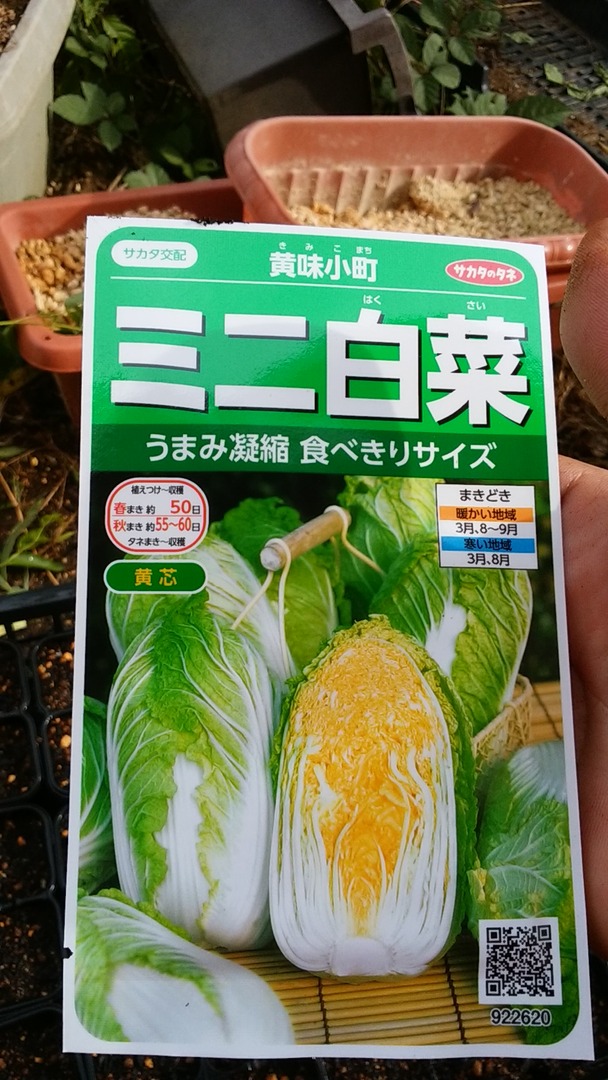 サカタ交配
きみこまち
黄味小町
サカタのタネ
はくさい
ミニ白菜
うまみ凝縮 食べきりサイズ
植えつけ〜収穫
春まき 約 50日
秋まき 約55〜60日
タネまき〜収穫
黄芯
まきどき
暖かい地域
3月、8〜9月
寒い地域
3月、8月
922620